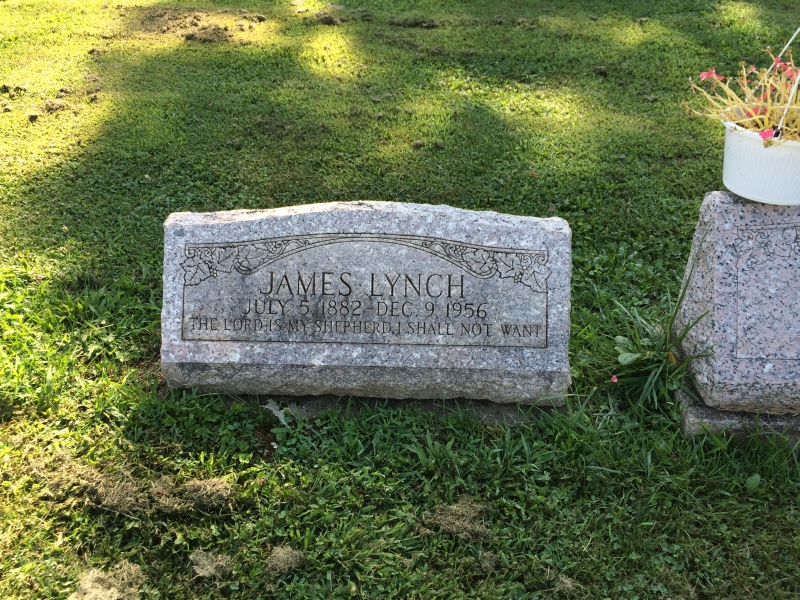 JAMES LYNCH
JULY 5, 1882-DEC. 9, 1956
THE LORD IS MY SHEPHERD, I SHALL NOT WANT